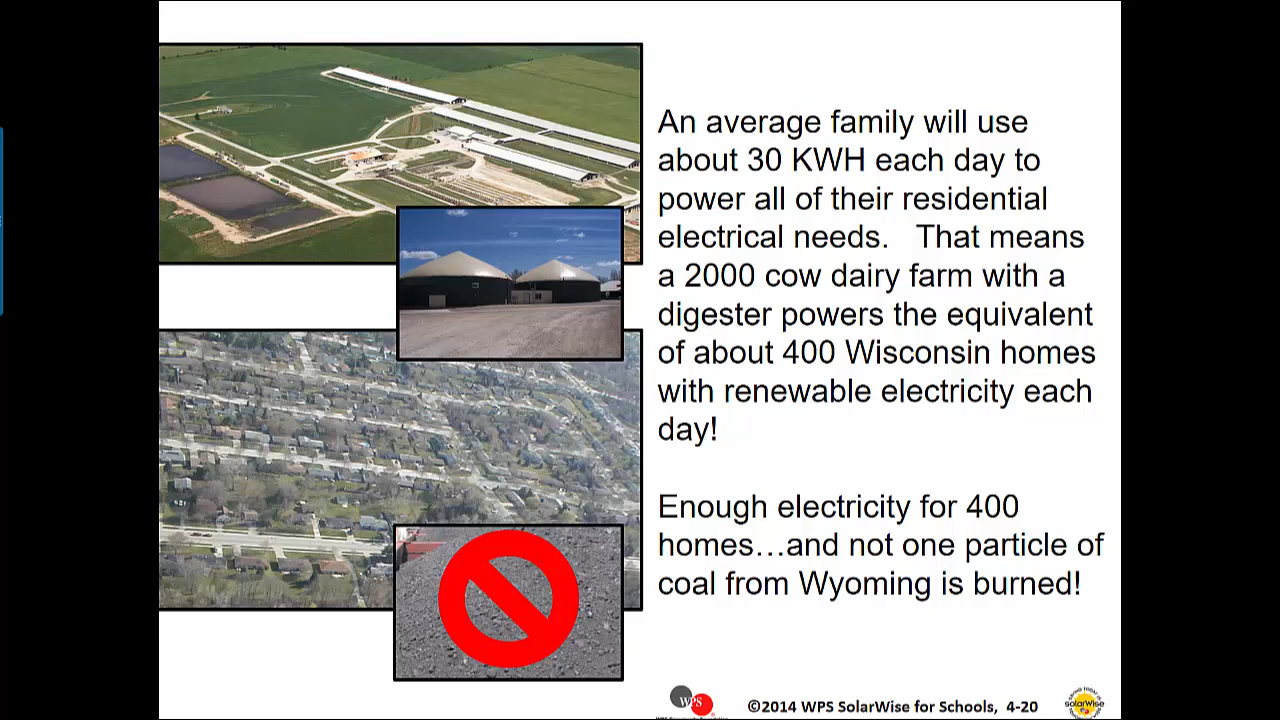 An average family will use
about 30 KWH each day to
power all of their residential
electrical needs.   That means
a 2000 cow dairy farm with a
digester powers the equivalent
of about 400 Wisconsin homes
with renewable electricity each
day!
Enough electricity for 400
homes…and not one particle of
coal from Wyoming is burned!
WPS
©2014 WPS SolarWise for Schools,  4-20
solarWise